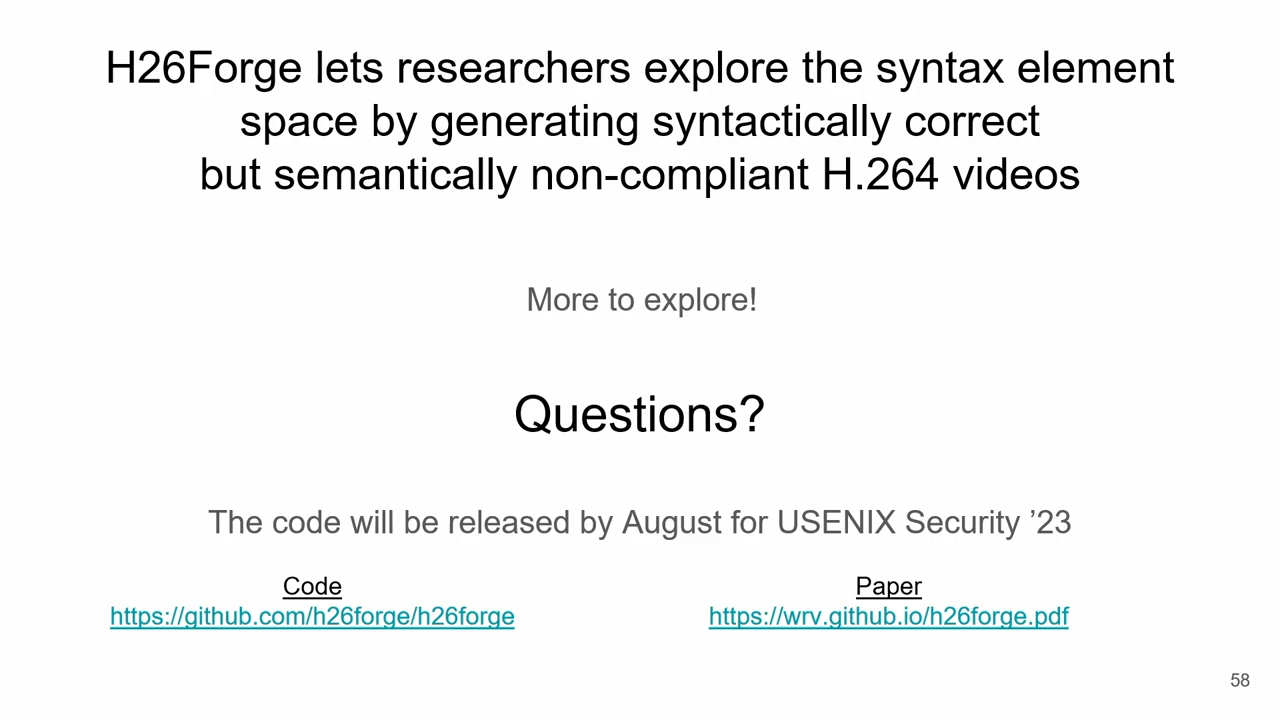 H26Forge lets researchers explore the syntax element
space by generating syntactically correct
but semantically non-compliant H.264 videos
More to explore!
Questions?
The code will be released by August for USENIX Security ’23
Code
https://github.com/h26forge/h26forge
Paper
https://wrv.github.io/h26forge.pdf
58